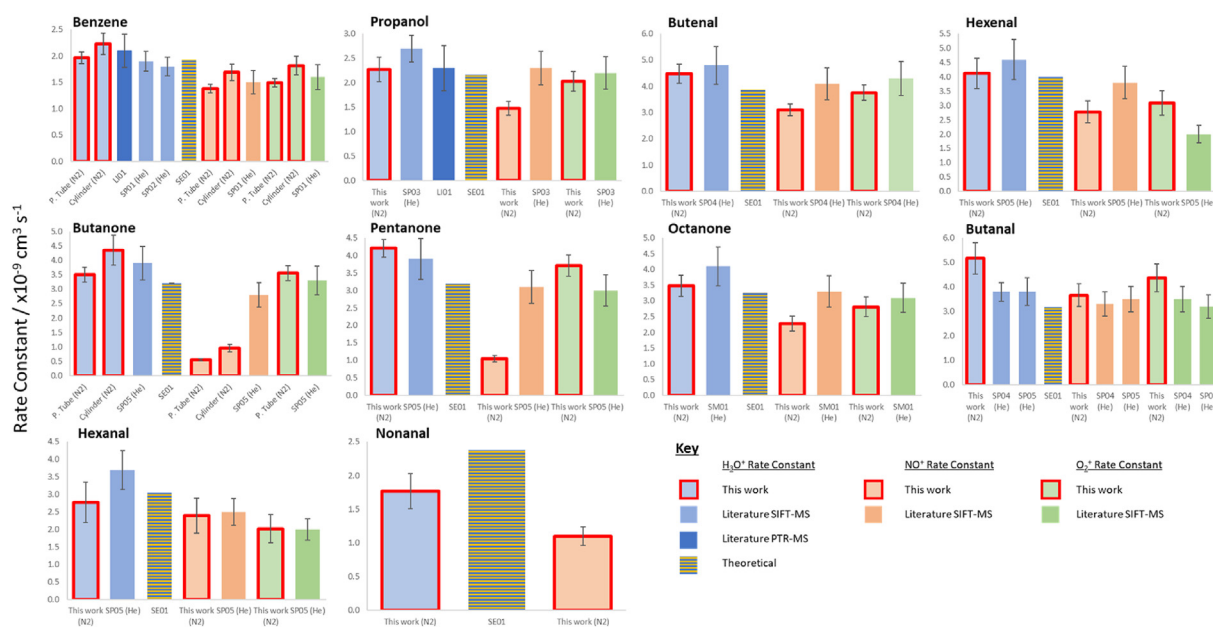 Rate Constant / x10⁻⁹ cm³ s⁻¹
Benzene
2.5
2.0
1.5
1.0
0.5
0.0
P. Tube (N2)
Cylinder (N2)
LI01
SP01 (He)
SP02 (He)
SE01
P. Tube (N2)
Cylinder (N2)
SP01 (He)
P. Tube (N2)
Cylinder (N2)
SP01 (He)
Propanol
3.0
2.5
2.0
1.5
1.0
0.5
0.0
This work (N2)
SP03 (He)
LI01
SE01
This work (N2)
SP03 (He)
This work (N2)
SP03 (He)
Butenal
6.0
5.0
4.0
3.0
2.0
1.0
0.0
This work (N2)
SP04 (He)
SE01
This work (N2)
SP04 (He)
This work (N2)
SP04 (He)
Hexenal
5.5
5.0
4.5
4.0
3.5
3.0
2.5
2.0
1.5
1.0
0.5
0.0
This work (N2)
SP05 (He)
SE01
This work (N2)
SP05 (He)
This work (N2)
SP05 (He)
Butanone
5.0
4.5
4.0
3.5
3.0
2.5
2.0
1.5
1.0
0.5
0.0
P. Tube (N2)
Cylinder (N2)
SP05 (He)
SE01
P. Tube (N2)
Cylinder (N2)
SP05 (He)
P. Tube (N2)
SP05 (He)
Pentanone
4.5
4.0
3.5
3.0
2.5
2.0
1.5
1.0
0.5
0.0
This work (N2)
SP05 (He)
SE01
This work (N2)
SP05 (He)
This work (N2)
SP05 (He)
Octanone
5.0
4.5
4.0
3.5
3.0
2.5
2.0
1.5
1.0
0.5
0.0
This work (N2)
SM01 (He)
SE01
This work (N2)
SM01 (He)
This work (N2)
SM01 (He)
Butanal
6.0
5.0
4.0
3.0
2.0
1.0
0.0
This work (N2)
SP04 (He)
SP05 (He)
SE01
This work (N2)
SP04 (He)
SP05 (He)
This work (N2)
SP04 (He)
SP0 (He
Hexanal
4.5
4.0
3.5
3.0
2.5
2.0
1.5
1.0
0.5
0.0
This work (N2)
SP05 (He)
SE01
This work (N2)
SP05 (He)
This work (N2)
SP05 (He)
Nonanal
2.5
2.0
1.5
1.0
0.5
0.0
This work (N2)
SE01
This work (N2)
Key
H₃O⁺ Rate Constant
This work
Literature SIFT-MS
Literature PTR-MS
Theoretical
NO⁺ Rate Constant
This work
Literature SIFT-MS
O₂⁺ Rate Constant
This work
Literature SIFT-MS